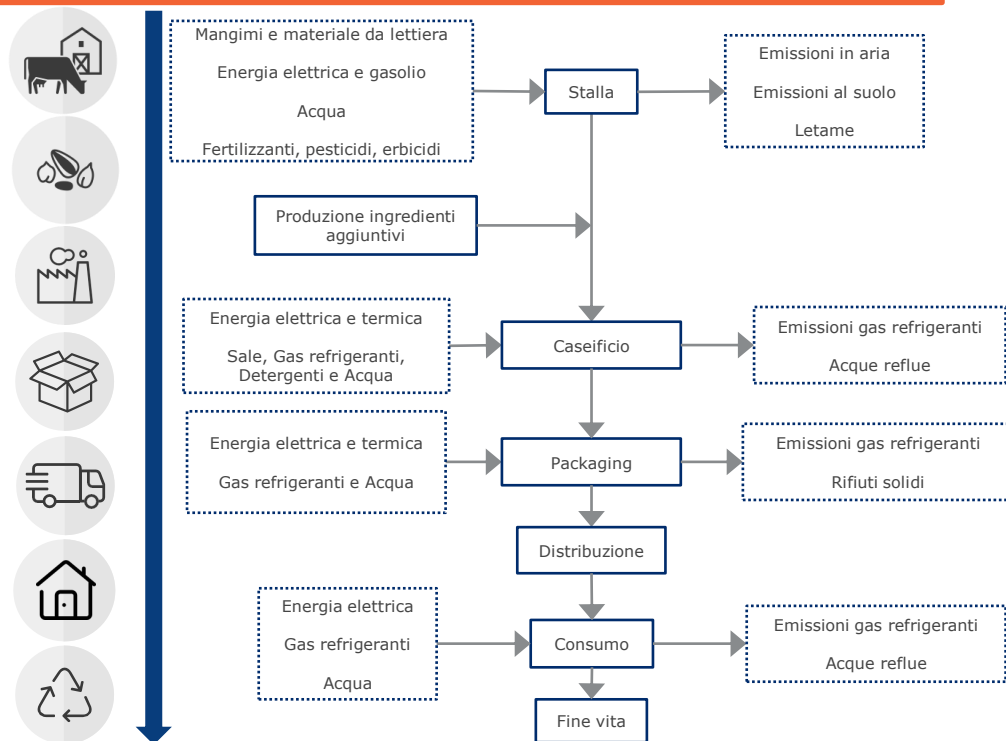 Mangimi e materiale da lettiera
Energia elettrica e gasolio
Acqua
Fertilizzanti, pesticidi, erbicidi
Stalla
Emissioni in aria
Emissioni al suolo
Letame
Produzione ingredienti
aggiuntivi
Energia elettrica e termica
Sale, Gas refrigeranti,
Detergenti e Acqua
Caseificio
Emissioni gas refrigeranti
Acque reflue
Energia elettrica e termica
Gas refrigeranti e Acqua
Packaging
Emissioni gas refrigeranti
Rifiuti solidi
Distribuzione
Energia elettrica
Gas refrigeranti
Acqua
Consumo
Emissioni gas refrigeranti
Acque reflue
Fine vita